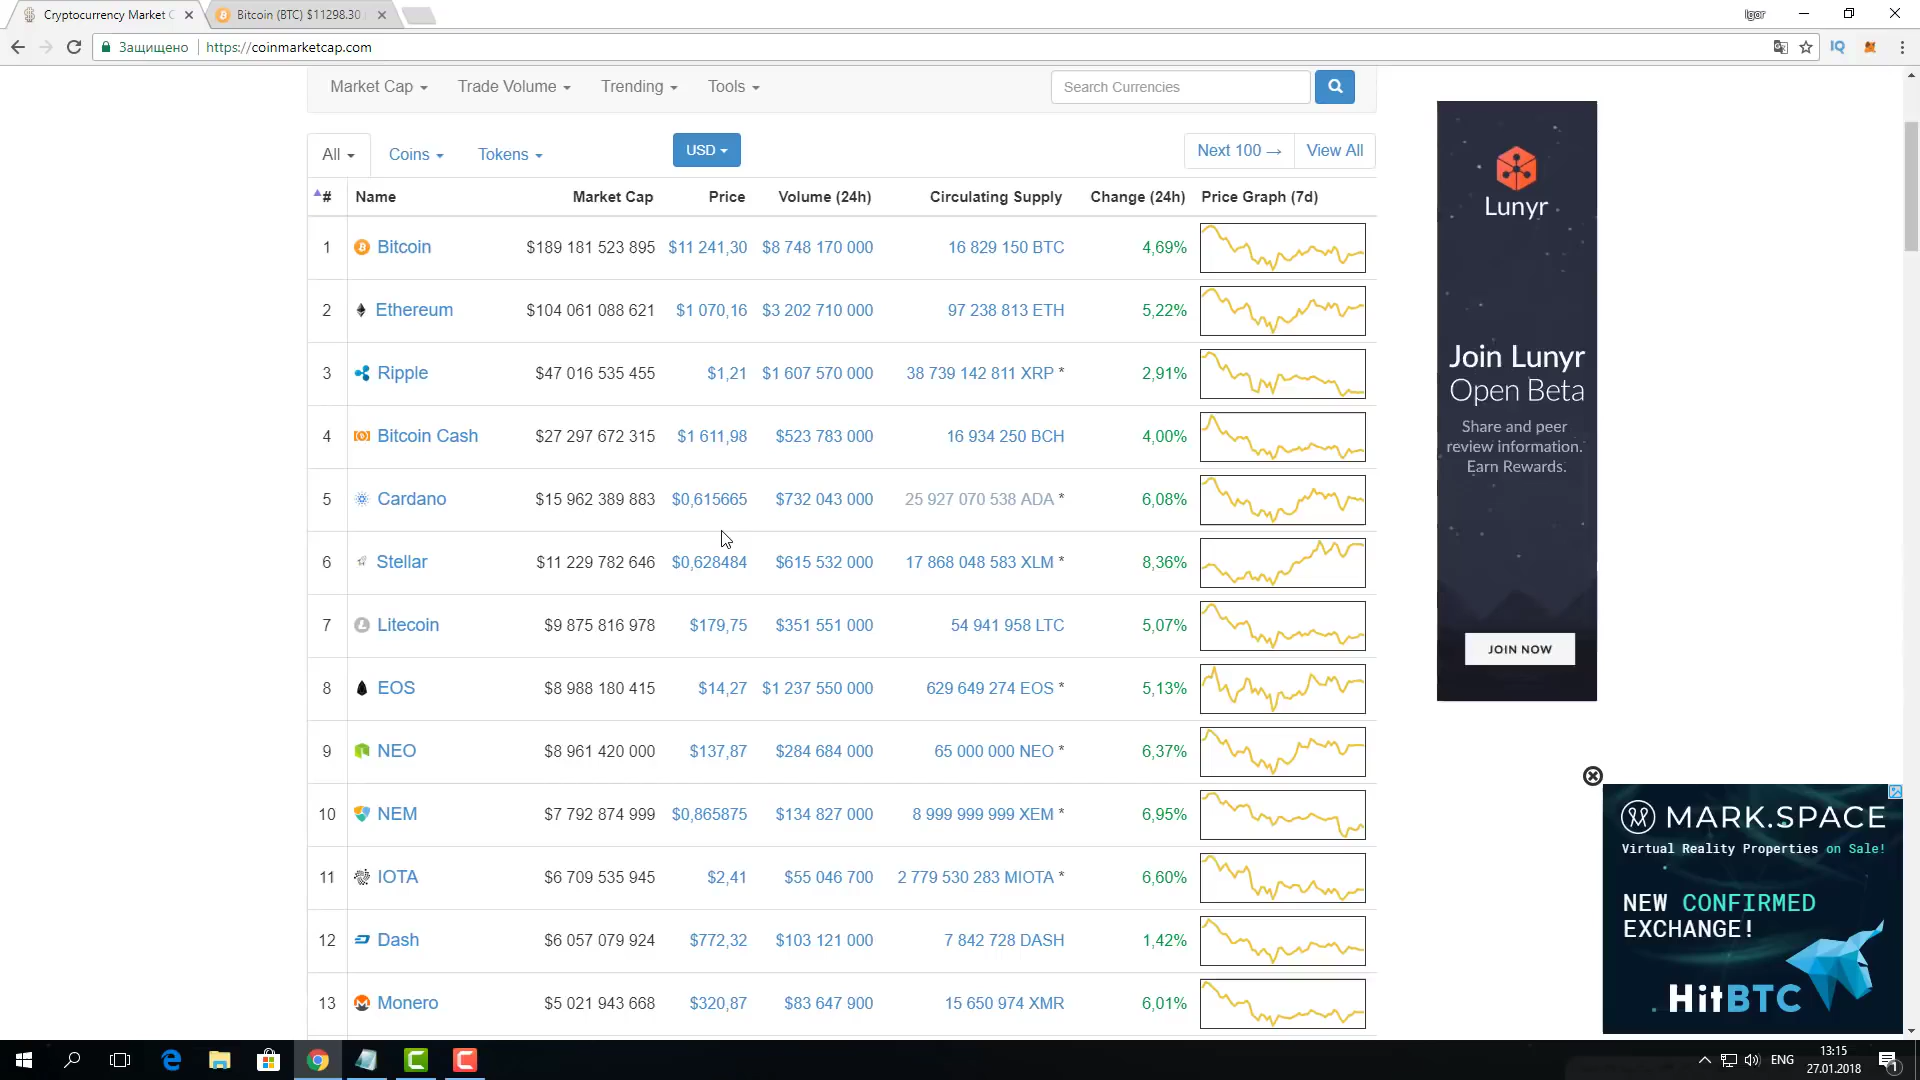 Cryptocurrency Market C
Bitcoin (BTC) $11298.30
Igor
Защищено https://coinmarketcap.com
IQ
Market Cap Trade Volume Trending Tools
Search Currencies
All Coins Tokens USD Next 100 → View All
# Name Market Cap Price Volume (24h) Circulating Supply Change (24h) Price Graph (7d)
1 Bitcoin $189 181 523 895 $11 241,30 $8 748 170 000 16 829 150 BTC 4,69%
2 Ethereum $104 061 088 621 $1 070,16 $3 202 710 000 97 238 813 ETH 5,22%
3 Ripple $47 016 535 455 $1,21 $1 607 570 000 38 739 142 811 XRP * 2,91%
4 Bitcoin Cash $27 297 672 315 $1 611,98 $523 783 000 16 934 250 BCH 4,00%
5 Cardano $15 962 389 883 $0,615665 $732 043 000 25 927 070 538 ADA * 6,08%
6 Stellar $11 229 782 646 $0,628484 $615 532 000 17 868 048 583 XLM * 8,36%
7 Litecoin $9 875 816 978 $179,75 $351 551 000 54 941 958 LTC 5,07%
8 EOS $8 988 180 415 $14,27 $1 237 550 000 629 649 274 EOS * 5,13%
9 NEO $8 961 420 000 $137,87 $284 684 000 65 000 000 NEO * 6,37%
10 NEM $7 792 874 999 $0,865875 $134 827 000 8 999 999 999 XEM * 6,95%
11 IOTA $6 709 535 945 $2,41 $55 046 700 2 779 530 283 MIOTA * 6,60%
12 Dash $6 057 079 924 $772,32 $103 121 000 7 842 728 DASH 1,42%
13 Monero $5 021 943 668 $320,87 $83 647 900 15 650 974 XMR 6,01%
Lunyr
Join Lunyr
Open Beta
Share and peer
review information.
Earn Rewards.
JOIN NOW
MARK.SPACE
Virtual Reality Properties on Sale!
NEW CONFIRMED
EXCHANGE!
HitBTC
ENG
13:15
27.01.2018
1